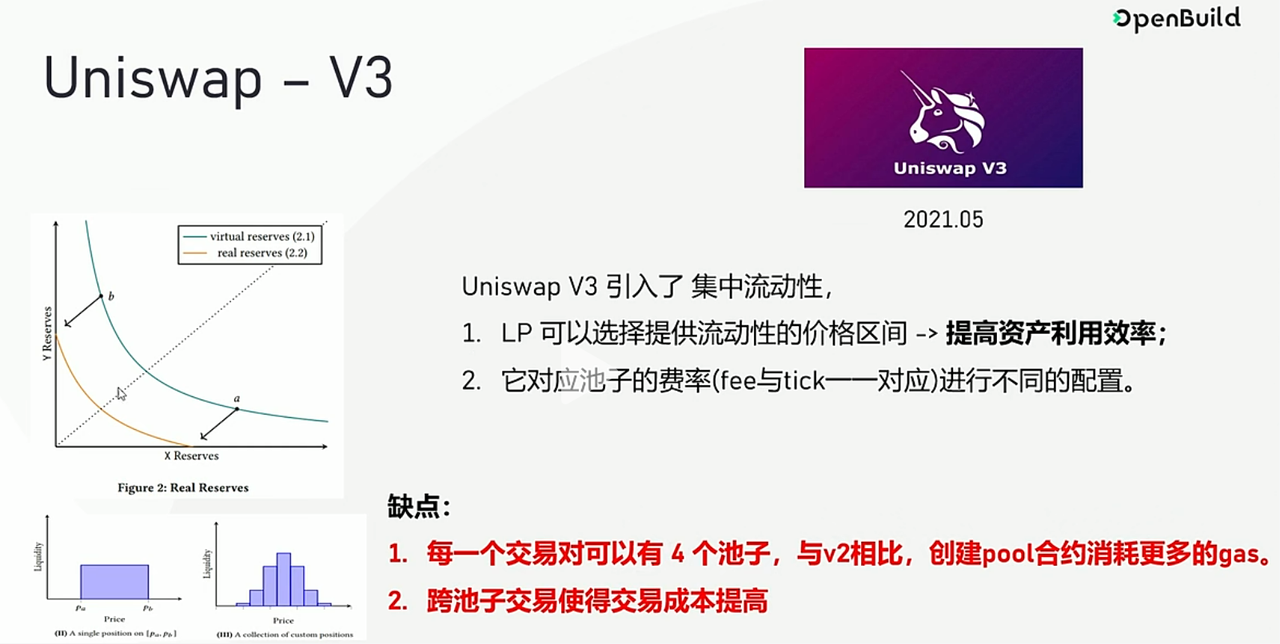 OpenBuild
Uniswap – V3
Uniswap V3
2021.05
virtual reserves (2.1)
real reserves (2.2)
b
a
Y Reserves
X Reserves
Figure 2: Real Reserves
Uniswap V3 引入了 集中流动性，
1. LP 可以选择提供流动性的价格区间 -> 提高资产利用效率；
2. 它对应池子的费率(fee与tick一一对应)进行不同的配置。
缺点：
1. 每一个交易对可以有 4 个池子，与v2相比，创建pool合约消耗更多的gas。
2. 跨池子交易使得交易成本提高
Liquidity
pa
pb
Price
(II) A single position on [pa, pb]
Liquidity
Price
(III) A collection of custom positions